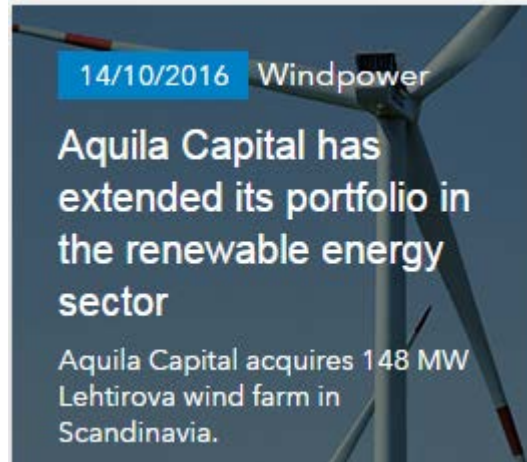 14/10/2016 Windpower
Aquila Capital has
extended its portfolio in
the renewable energy
sector
Aquila Capital acquires 148 MW
Lehtirova wind farm in
Scandinavia.